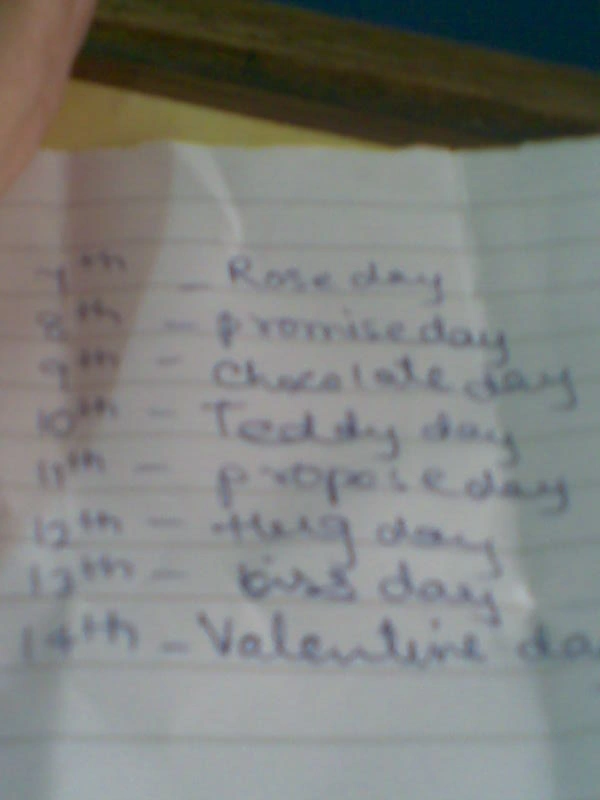 7th - Rose day
8th - promise day
9th - Chocolate day
10th - Teddy day
11th - propose day
12th - Hug day
13th - kiss day
14th - Valentine day